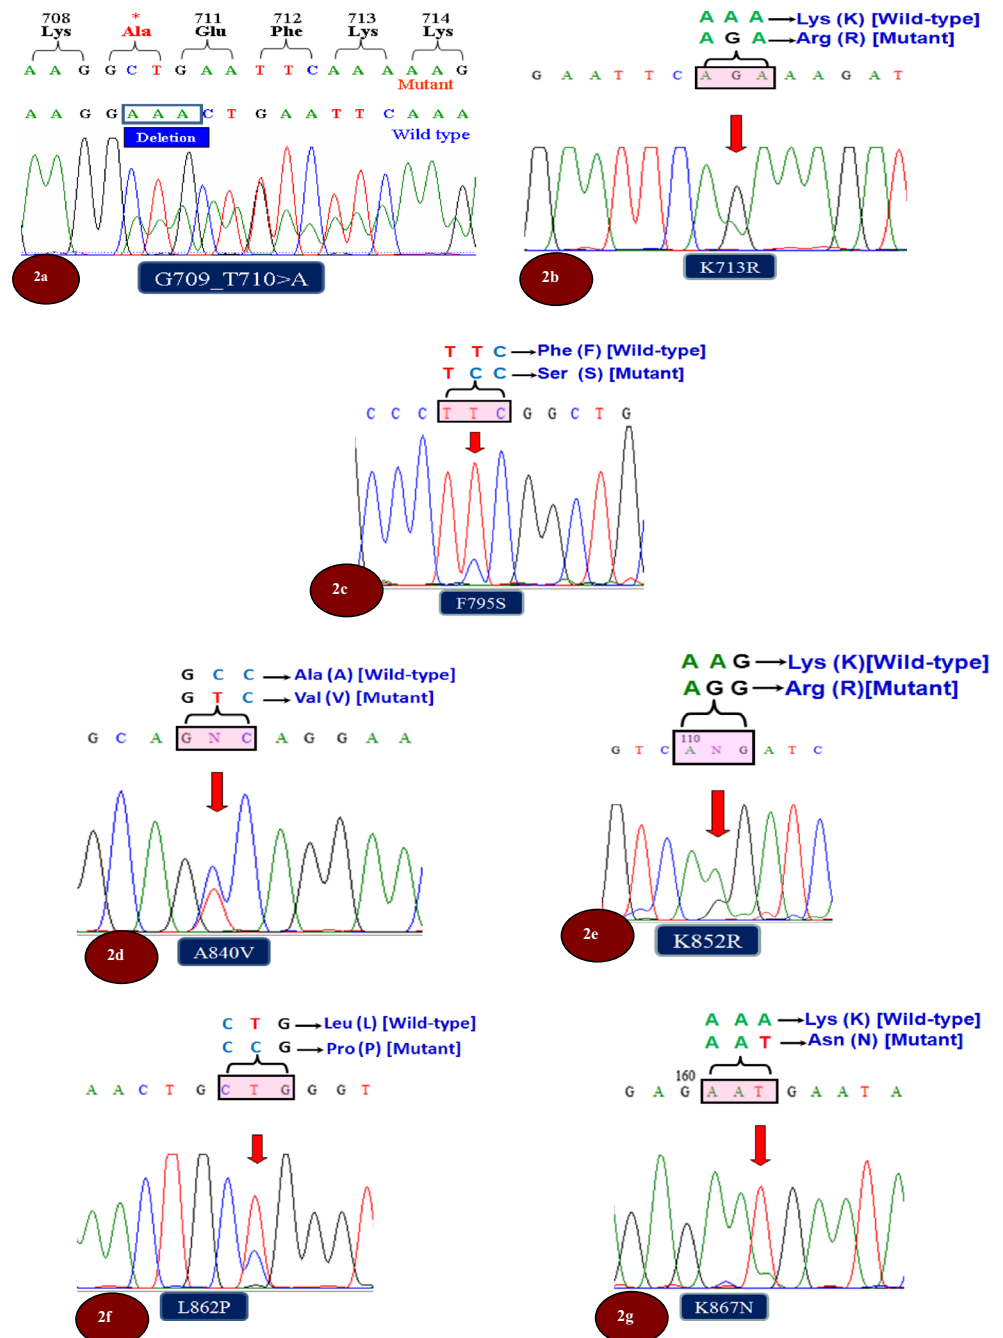 708 * 711 712 713 714
Lys Ala Glu Phe Lys Lys
A A G G C T G A A T T C A A A A A G
Mutant
A A G G A A A C T G A A T T C A A A
Deletion Wild type
2a
G709_T710>A
A A A Lys (K) [Wild-type]
A G A Arg (R) [Mutant]
G A A T T C A G A A A G A T
2b
K713R
T T C Phe (F) [Wild-type]
T C C Ser (S) [Mutant]
C C C T T C G G C T G
2c
F795S
G C C Ala (A) [Wild-type]
G T C Val (V) [Mutant]
G C A G N C A G G A A
2d
A840V
A A G Lys (K)[Wild-type]
A G G Arg (R)[Mutant]
110
G T C A N G A T C
2e
K852R
C T G Leu (L) [Wild-type]
C C G Pro (P) [Mutant]
A A C T G C T G G G T
2f
L862P
A A A Lys (K) [Wild-type]
A A T Asn (N) [Mutant]
160
G A G A A T G A A T A
2g
K867N